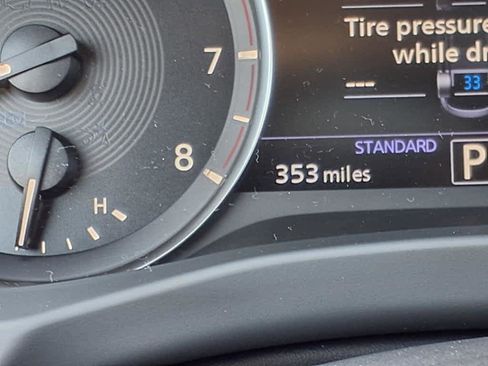 Tire pressure
while dr
7
---
33
STANDARD
8
353 miles
P
H